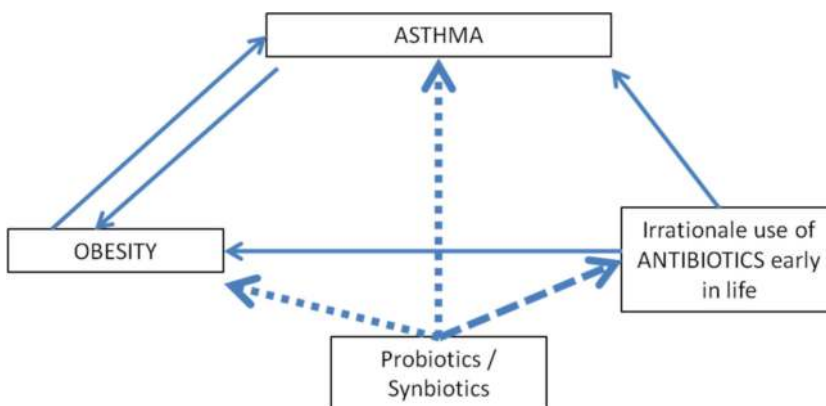 ASTHMA
OBESITY
Irrationale use of
ANTIBIOTICS early
in life
Probiotics /
Synbiotics